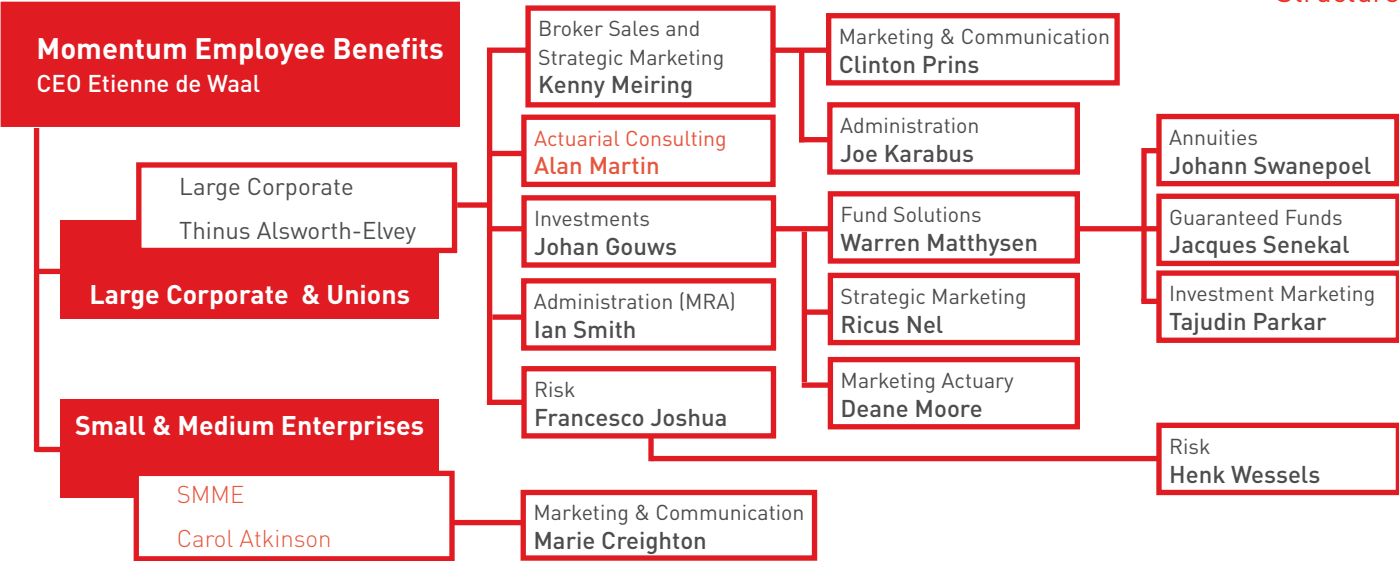 Structure
Momentum Employee Benefits
CEO Etienne de Waal
Large Corporate
Thinus Alsworth-Elvey
Large Corporate & Unions
Small & Medium Enterprises
SMME
Carol Atkinson
Broker Sales and
Strategic Marketing
Kenny Meiring
Actuarial Consulting
Alan Martin
Investments
Johan Gouws
Administration (MRA)
Ian Smith
Risk
Francesco Joshua
Marketing & Communication
Marie Creighton
Marketing & Communication
Clinton Prins
Administration
Joe Karabus
Fund Solutions
Warren Matthysen
Strategic Marketing
Ricus Nel
Marketing Actuary
Deane Moore
Annuities
Johann Swanepoel
Guaranteed Funds
Jacques Senekal
Investment Marketing
Tajudin Parkar
Risk
Henk Wessels